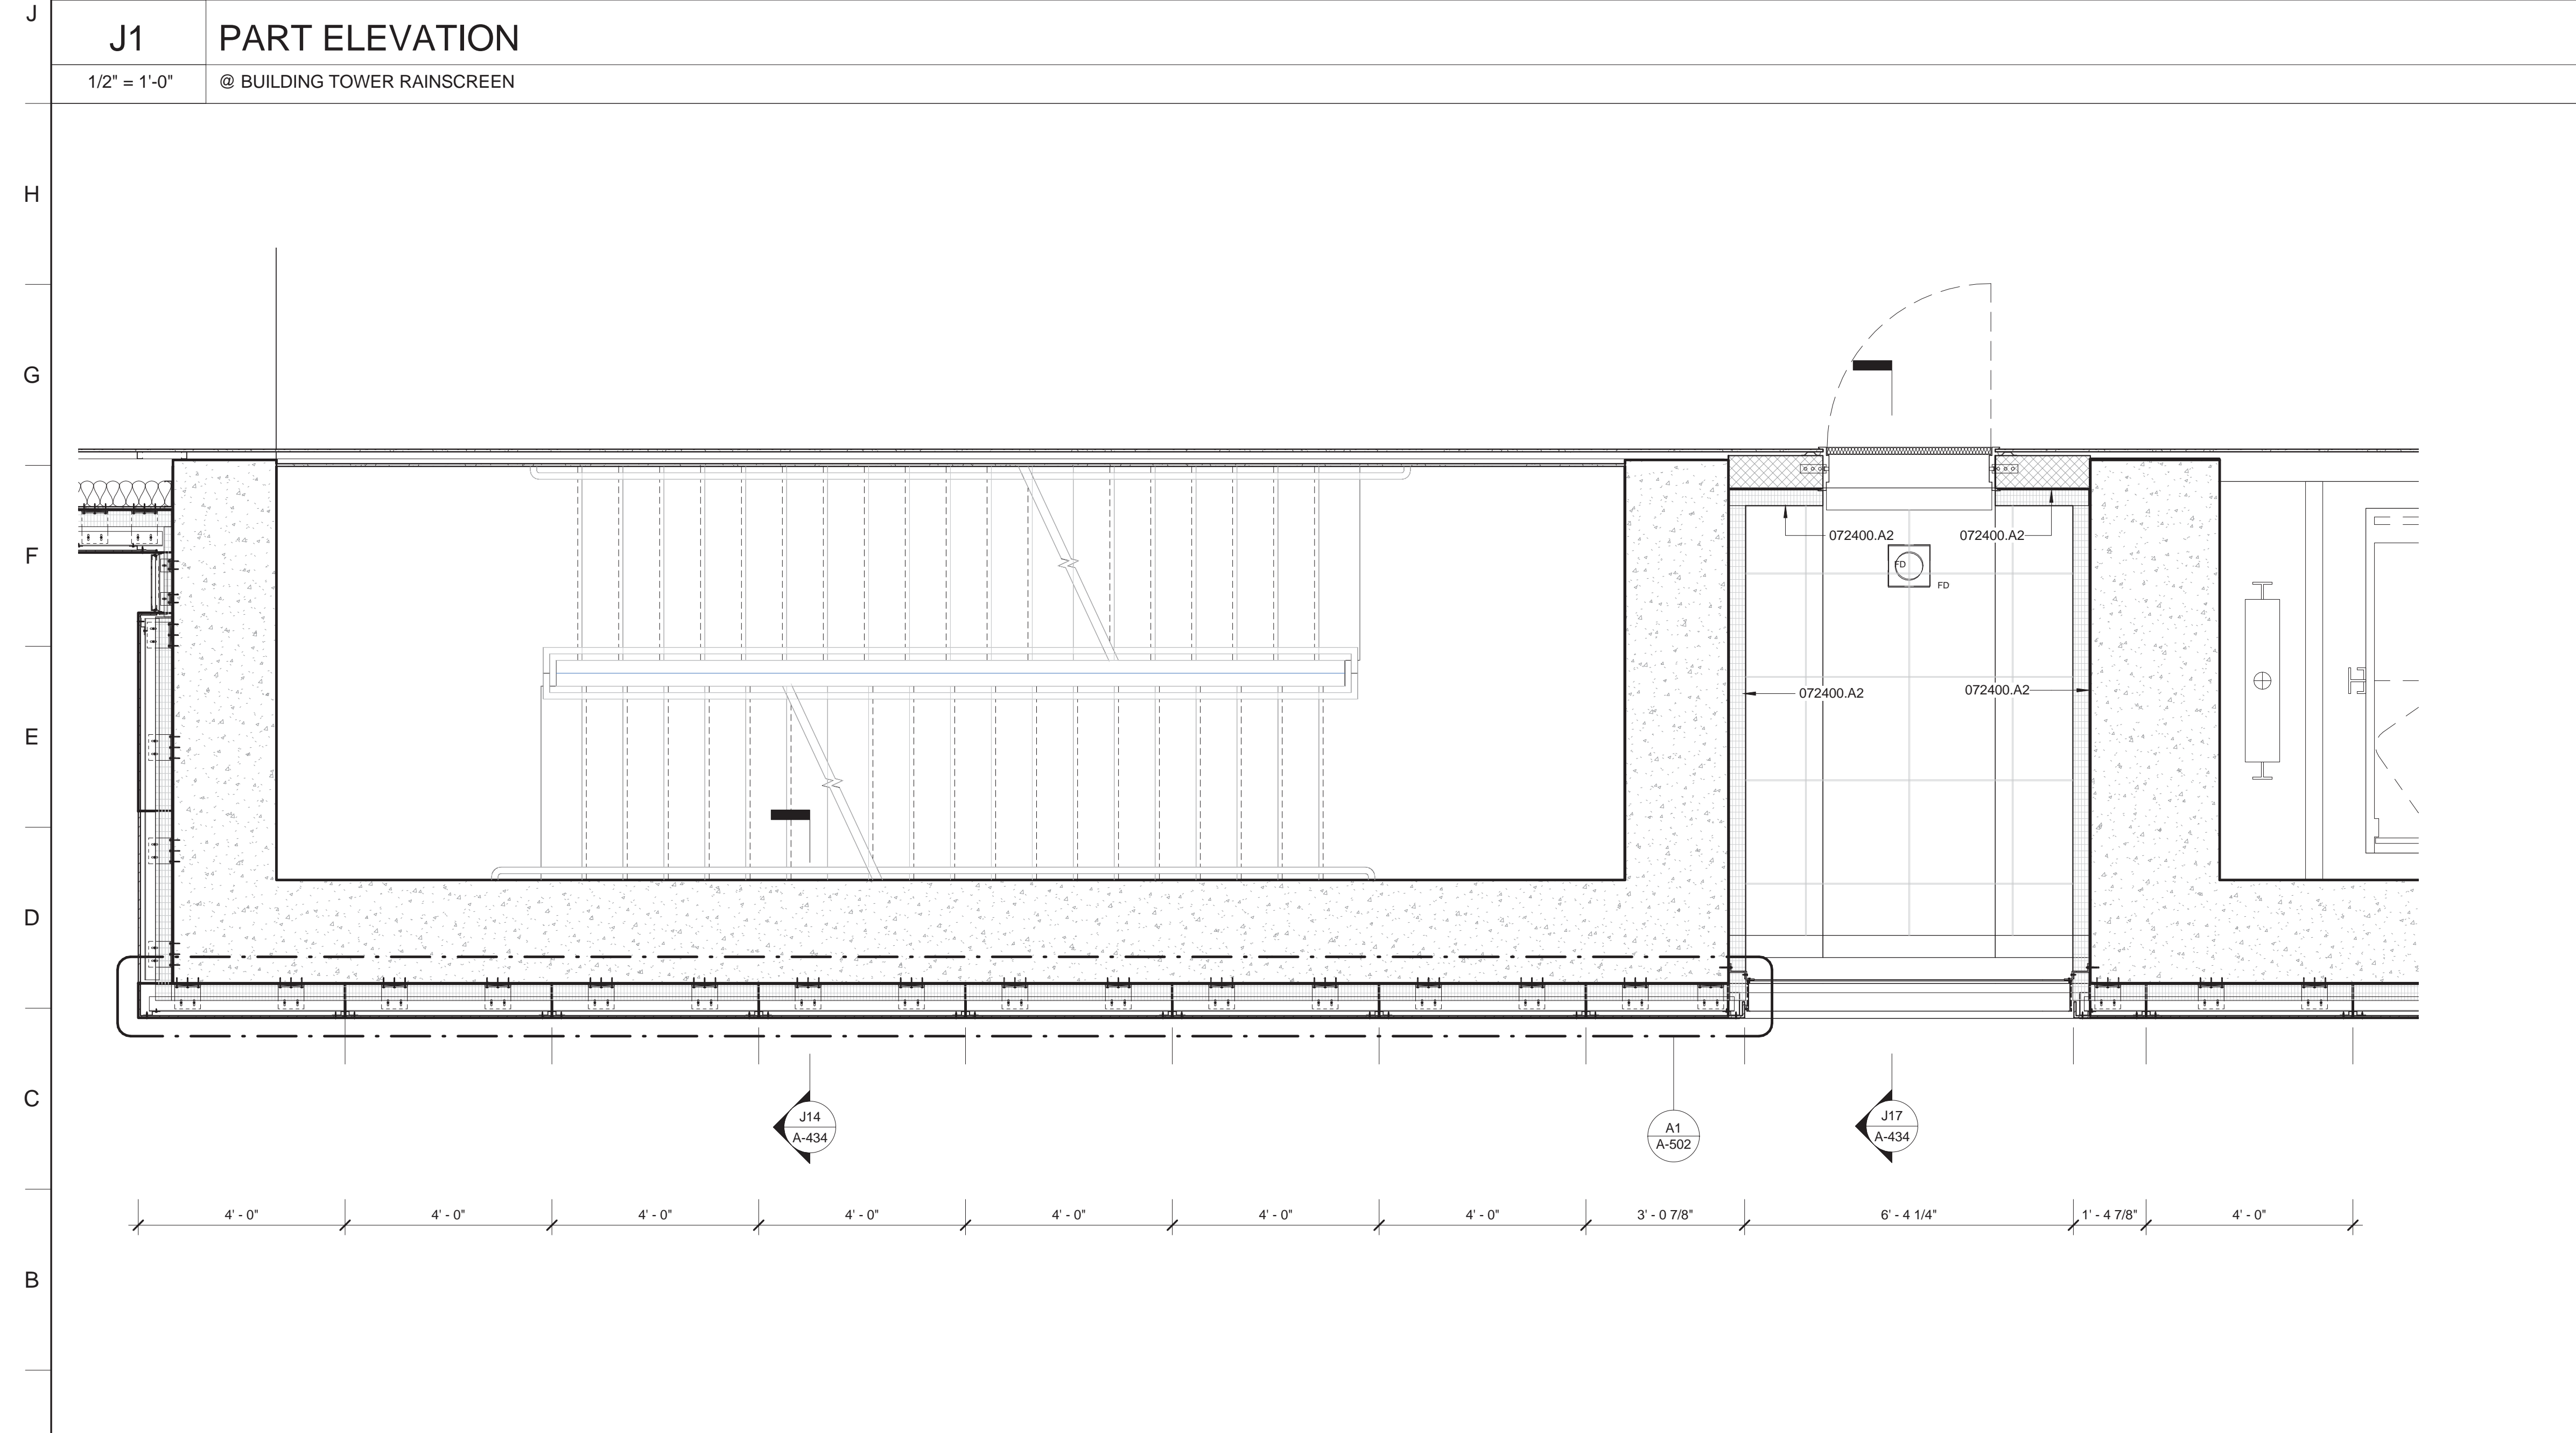 J
J1
PART ELEVATION
1/2" = 1'-0"
@ BUILDING TOWER RAINSCREEN
H
G
F
072400.A2
072400.A2
FD
FD
072400.A2
072400.A2
E
D
C
J14
A-434
A1
A-502
J17
A-434
4' - 0"
4' - 0"
4' - 0"
4' - 0"
4' - 0"
4' - 0"
4' - 0"
3' - 0 7/8"
6' - 4 1/4"
1' - 4 7/8"
4' - 0"
B